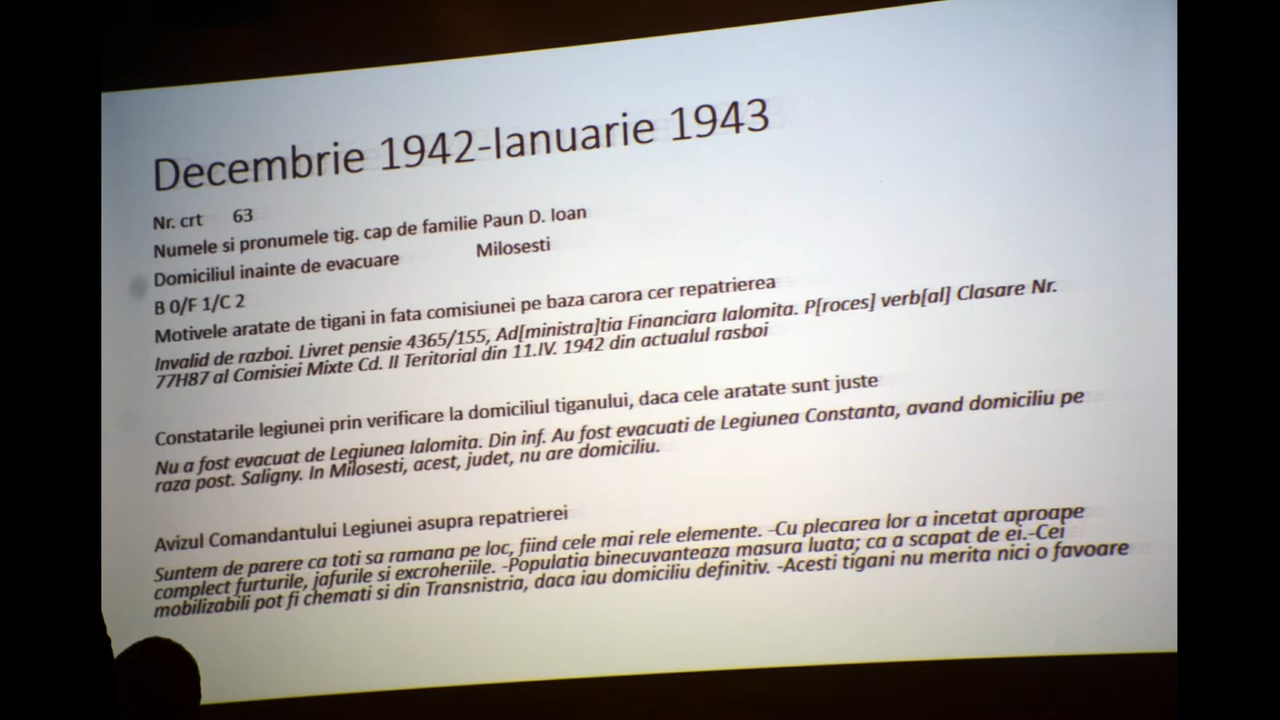 Decembrie 1942-Ianuarie 1943
Nr. crt 63
Numele si pronumele tig. cap de familie Paun D. Ioan
Domiciliul inainte de evacuare Milosesti
B 0/F 1/C 2
Motivele aratate de tigani in fata comisiunei pe baza carora cer repatrierea
Invalid de razboi. Livret pensie 4365/155, Ad[ministra]tia Financiara Ialomita. P[roces] verb[al] Clasare Nr.
77H87 al Comisiei Mixte Cd. II Teritorial din 11.IV. 1942 din actualul rasboi
Constatarile legiunei prin verificare la domiciliul tiganului, daca cele aratate sunt juste
Nu a fost evacuat de Legiunea Ialomita. Din inf. Au fost evacuati de Legiunea Constanta, avand domiciliu pe
raza post. Saligny. In Milosesti, acest, judet, nu are domiciliu.
Avizul Comandantului Legiunei asupra repatrierei
Suntem de parere ca toti sa ramana pe loc, fiind cele mai rele elemente. -Cu plecarea lor a incetat aproape
complect furturile, jafurile si excroheriile. -Populatia binecuvanteaza masura luata; ca a scapat de ei.-Cei
mobilizabili pot fi chemati si din Transnistria, daca iau domiciliu definitiv. -Acesti tigani nu merita nici o favoare